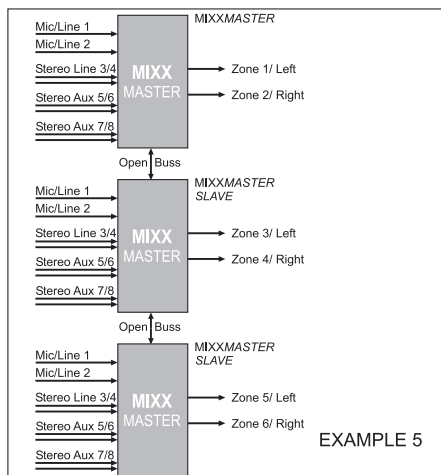 MIXXMASTER
Mic/Line 1
Mic/Line 2
Stereo Line 3/4
Stereo Aux 5/6
Stereo Aux 7/8
MIXX
MASTER
Zone 1/ Left
Zone 2/ Right
Open Buss
MIXXMASTER
SLAVE
Mic/Line 1
Mic/Line 2
Stereo Line 3/4
Stereo Aux 5/6
Stereo Aux 7/8
MIXX
MASTER
Zone 3/ Left
Zone 4/ Right
Open Buss
MIXXMASTER
SLAVE
Mic/Line 1
Mic/Line 2
Stereo Line 3/4
Stereo Aux 5/6
Stereo Aux 7/8
MIXX
MASTER
Zone 5/ Left
Zone 6/ Right
EXAMPLE 5